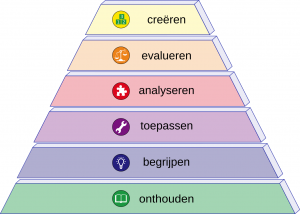 creëren
evalueren
analyseren
toepassen
begrijpen
onthouden